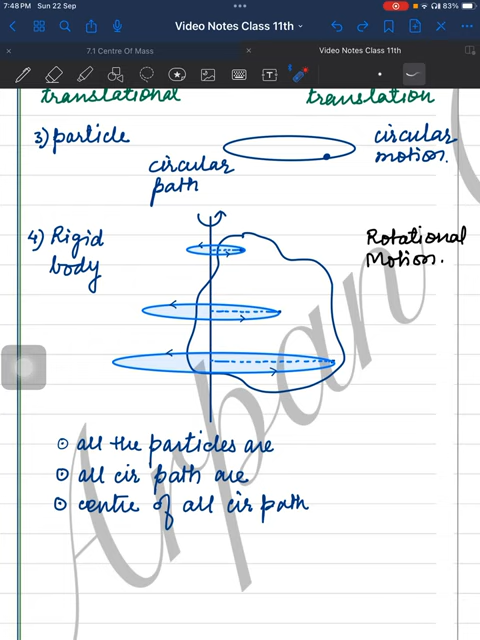 7:48 PM Sun 22 Sep
83%
Video Notes Class 11th
7.1 Centre Of Mass
Video Notes Class 11th
translational translation
3) particle circular path circular motion.
4) Rigid body Rotational Motion.
⊙ all the particles are
⊙ all cir path are
⊙ centre of all cir path
Arpan